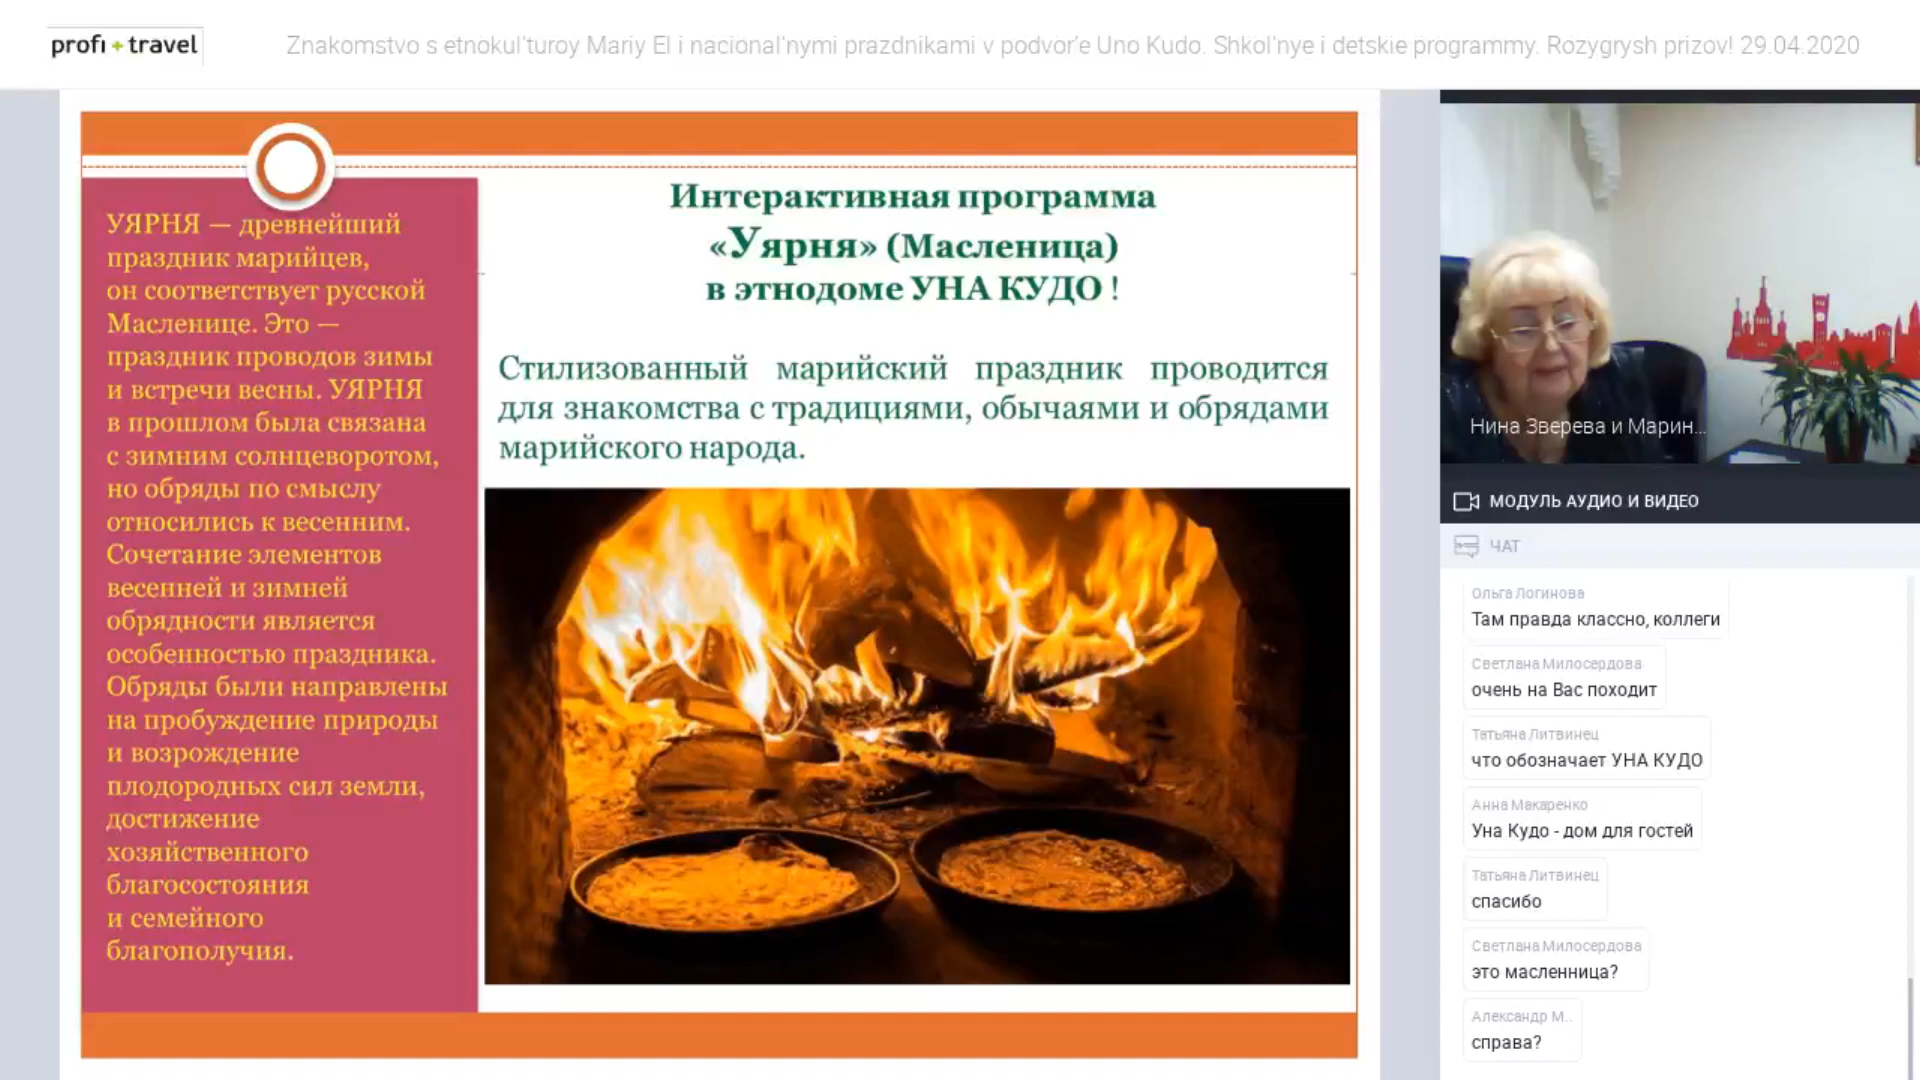 profi + travel
Znakomstvo s etnokul'turoy Mariy El i nacional'nymi prazdnikami v podvor'e Uno Kudo. Shkol'nye i detskie programmy. Rozygrysh prizov! 29.04.2020
УЯРНЯ — древнейший
праздник марийцев,
он соответствует русской
Масленице. Это —
праздник проводов зимы
и встречи весны. УЯРНЯ
в прошлом была связана
с зимним солнцеворотом,
но обряды по смыслу
относились к весенним.
Сочетание элементов
весенней и зимней
обрядности является
особенностью праздника.
Обряды были направлены
на пробуждение природы
и возрождение
плодородных сил земли,
достижение
хозяйственного
благосостояния
и семейного
благополучия.
Интерактивная программа
«Уярня» (Масленица)
в этнодоме УНА КУДО !
Стилизованный марийский праздник проводится
для знакомства с традициями, обычаями и обрядами
марийского народа.
Нина Зверева и Марин...
МОДУЛЬ АУДИО И ВИДЕО
ЧАТ
Ольга Логинова
Там правда классно, коллеги
Светлана Милосердова
очень на Вас походит
Татьяна Литвинец
что обозначает УНА КУДО
Анна Макаренко
Уна Кудо - дом для гостей
Татьяна Литвинец
спасибо
Светлана Милосердова
это масленница?
Александр М..
справа?